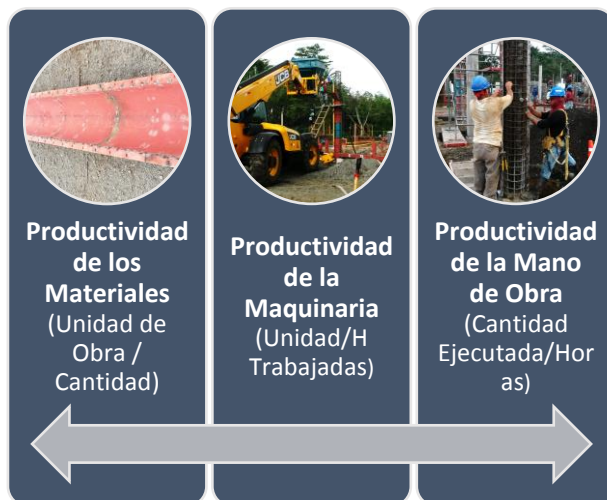 Productividad
de los
Materiales
(Unidad de
Obra /
Cantidad)
JCB
Productividad
de la
Maquinaria
(Unidad/H
Trabajadas)
Productividad
de la Mano
de Obra
(Cantidad
Ejecutada/Hor
as)